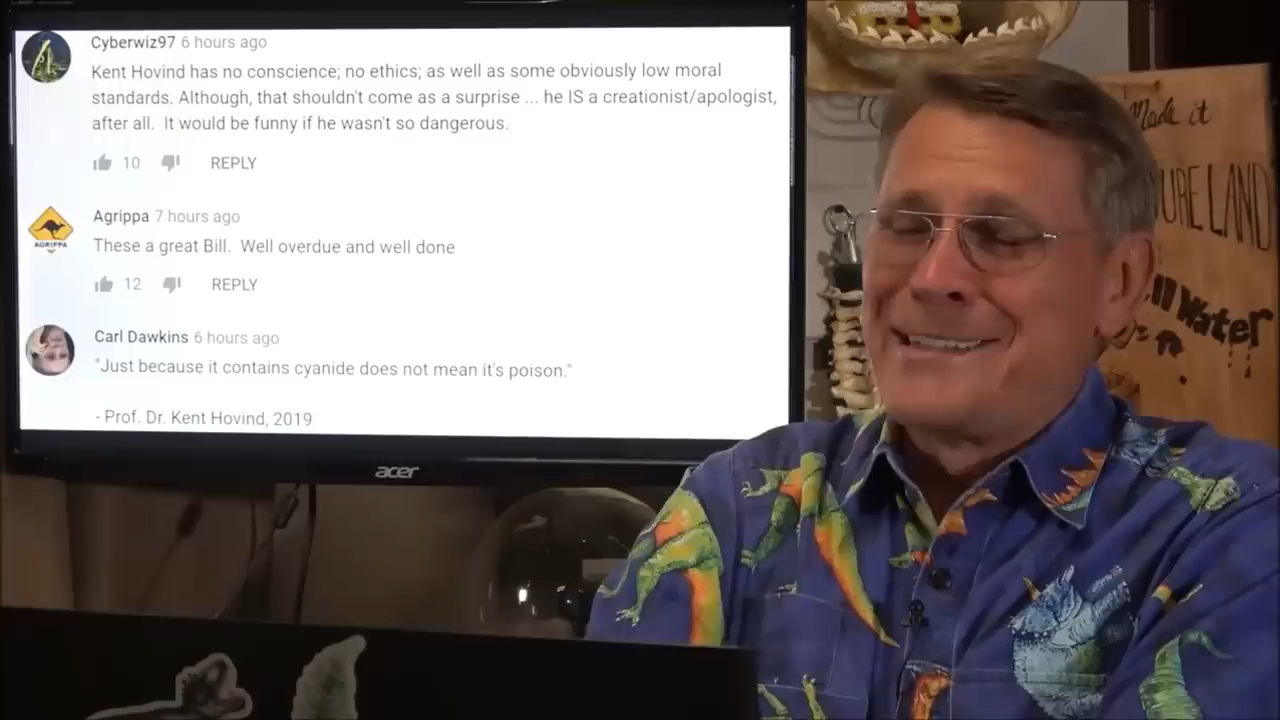 Cyberwiz97 6 hours ago
Kent Hovind has no conscience; no ethics; as well as some obviously low moral
standards. Although, that shouldn't come as a surprise ... he IS a creationist/apologist,
after all. It would be funny if he wasn't so dangerous.
10 REPLY
Agrippa 7 hours ago
AGRIPPA
These a great Bill. Well overdue and well done
12 REPLY
Carl Dawkins 6 hours ago
"Just because it contains cyanide does not mean it's poison."
- Prof. Dr. Kent Hovind, 2019
acer
Made it
URE LAND
ll Water